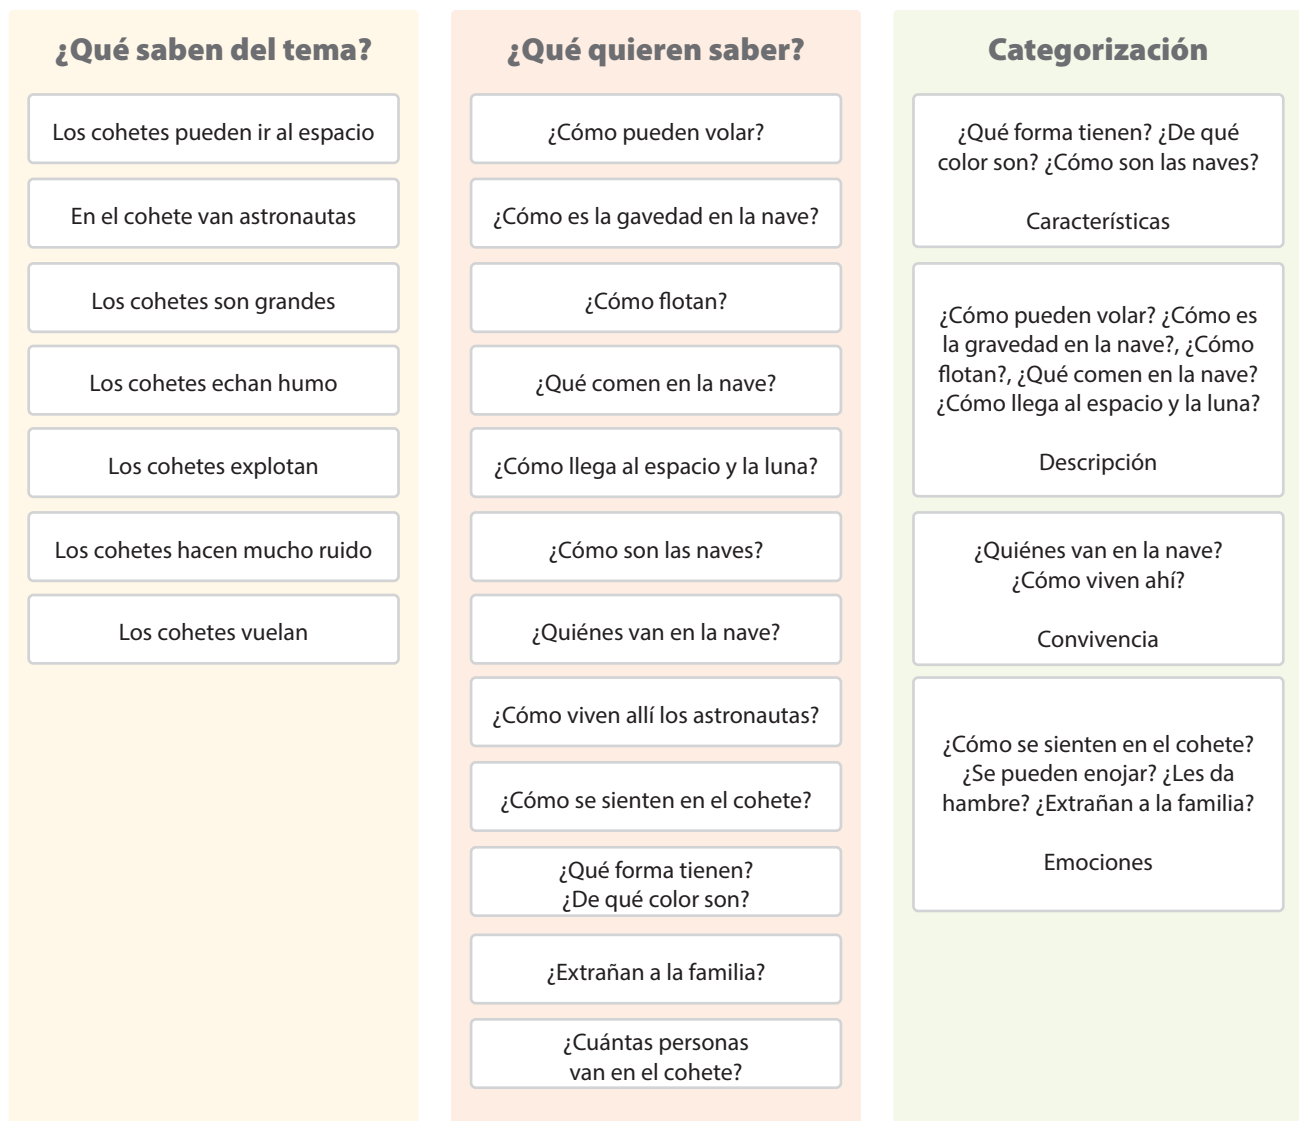 ¿Qué saben del tema?
Los cohetes pueden ir al espacio
En el cohete van astronautas
Los cohetes son grandes
Los cohetes echan humo
Los cohetes explotan
Los cohetes hacen mucho ruido
Los cohetes vuelan
¿Qué quieren saber?
¿Cómo pueden volar?
¿Cómo es la gavedad en la nave?
¿Cómo flotan?
¿Qué comen en la nave?
¿Cómo llega al espacio y la luna?
¿Cómo son las naves?
¿Quiénes van en la nave?
¿Cómo viven allí los astronautas?
¿Cómo se sienten en el cohete?
¿Qué forma tienen?
¿De qué color son?
¿Extrañan a la familia?
¿Cuántas personas
van en el cohete?
Categorización
¿Qué forma tienen? ¿De qué
color son? ¿Cómo son las naves?
Características
¿Cómo pueden volar? ¿Cómo es
la gravedad en la nave?, ¿Cómo
flotan?, ¿Qué comen en la nave?
¿Cómo llega al espacio y la luna?
Descripción
¿Quiénes van en la nave?
¿Cómo viven ahí?
Convivencia
¿Cómo se sienten en el cohete?
¿Se pueden enojar? ¿Les da
hambre? ¿Extrañan a la familia?
Emociones